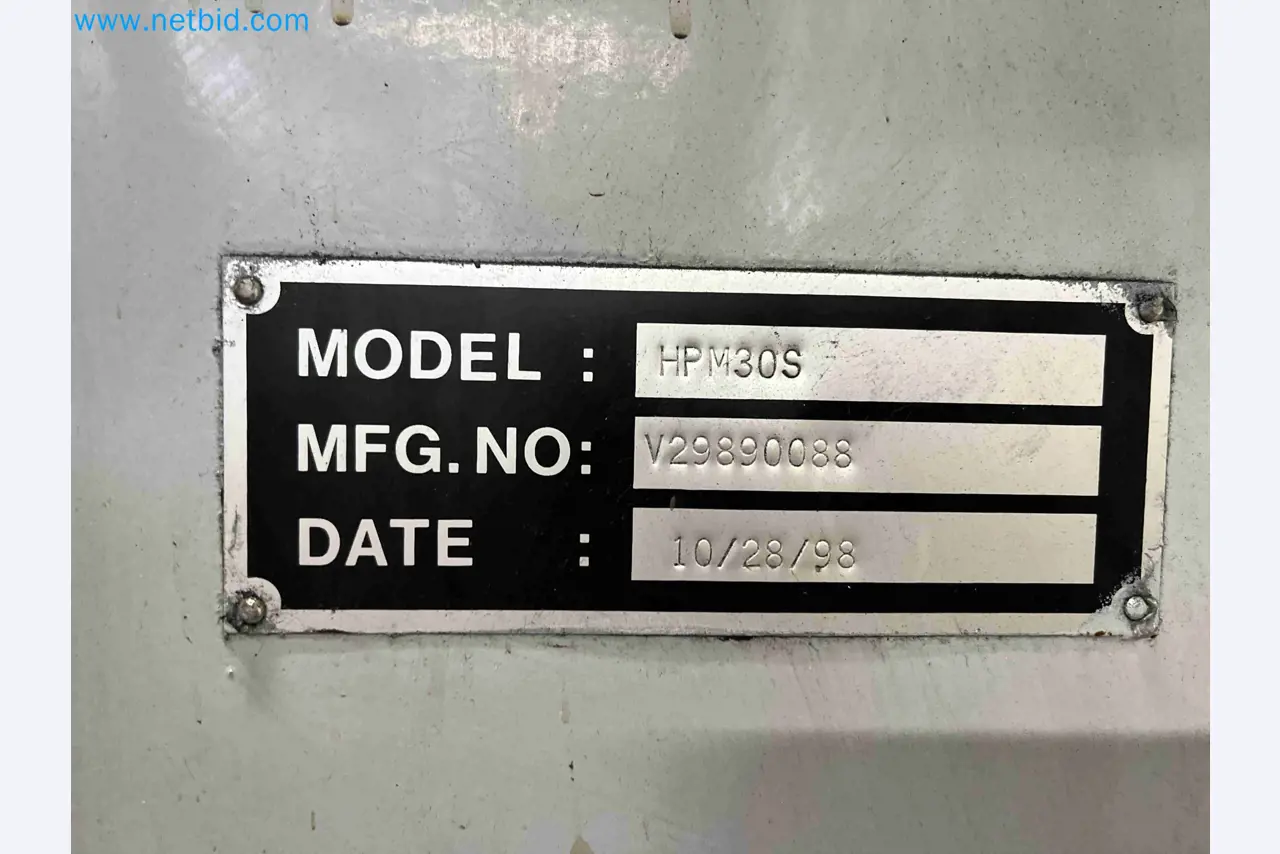 www.netbid.com
MODEL : HPM30S
MFG. NO: V29890088
DATE : 10/28/98